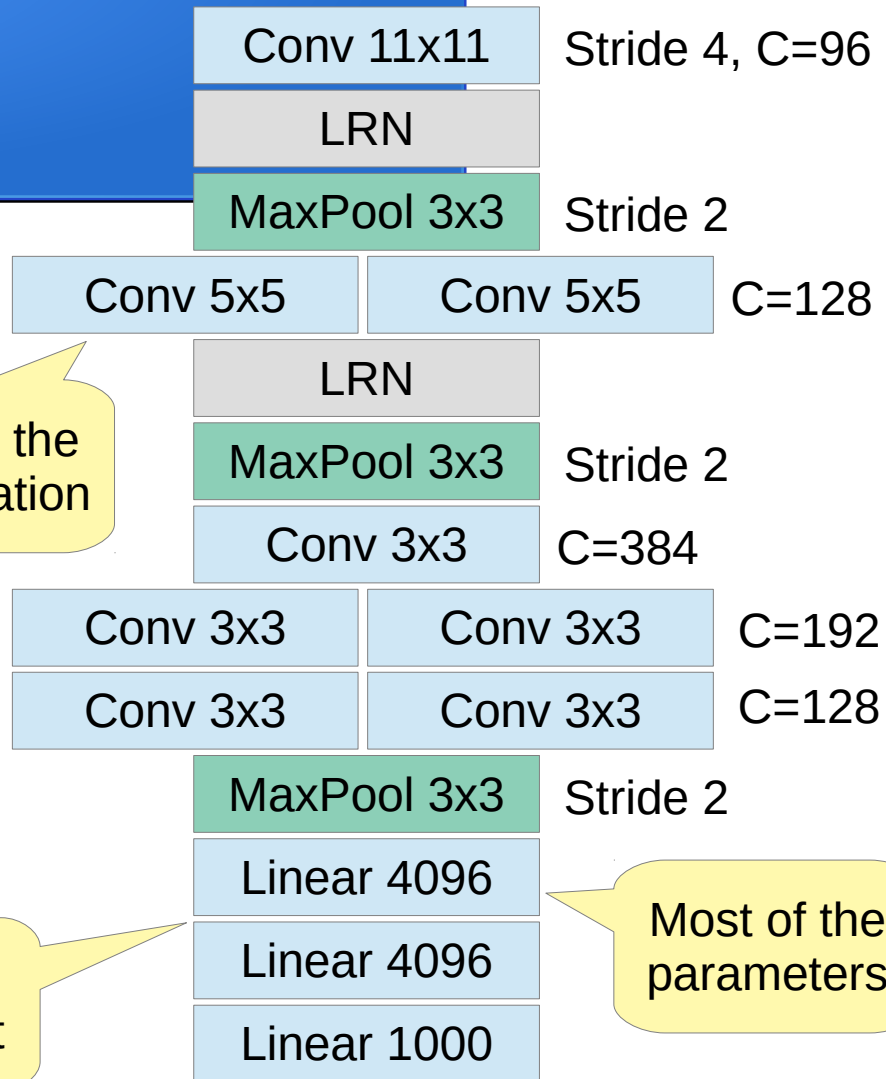 Conv 11x11 Stride 4, C=96
LRN
MaxPool 3x3 Stride 2
Conv 5x5 Conv 5x5 C=128
LRN
the
MaxPool 3x3 Stride 2
ation
Conv 3x3 C=384
Conv 3x3 Conv 3x3 C=192
Conv 3x3 Conv 3x3 C=128
MaxPool 3x3 Stride 2
Linear 4096
Most of the
Linear 4096
parameters
Linear 1000
t